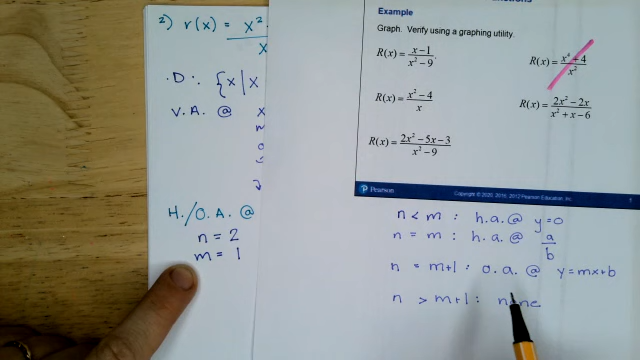 2) r(x) = x²
x
.D:. {x | x
V.A. @ x
H./O.A. @
n = 2
m = 1
Example
Graph. Verify using a graphing utility.
R(x) = x-1 / x²-9.
R(x) = x⁴+4 / x²
R(x) = x²-4 / x
R(x) = 2x²-2x / x²+x-6
R(x) = 2x²-5x-3 / x²-9
Pearson
Copyright © 2020, 2016, 2012 Pearson Education, Inc.
n < m : h.a. @ y=0
n = m : h.a. @ a/b
n = m+1 : o.a. @ y=mx+b
n > m+1 : none